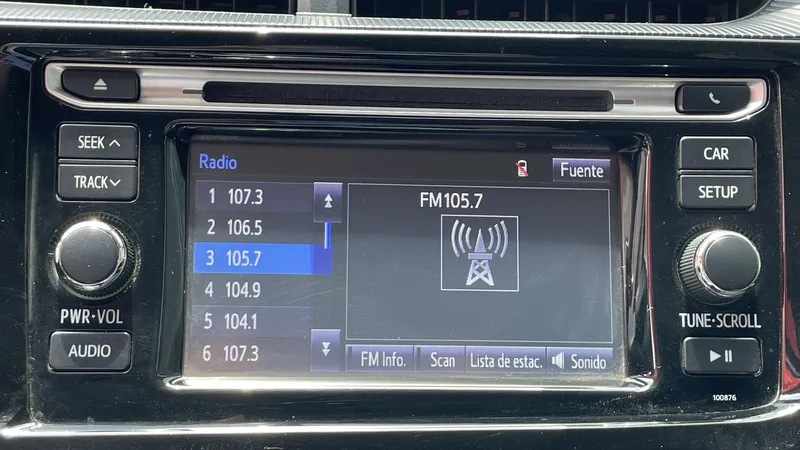 SEEK
TRACK
PWR·VOL
AUDIO
Radio
Fuente
1 107.3
2 106.5
3 105.7
4 104.9
5 104.1
6 107.3
FM105.7
FM Info.
Scan
Lista de estac.
Sonido
CAR
SETUP
TUNE·SCROLL
100876